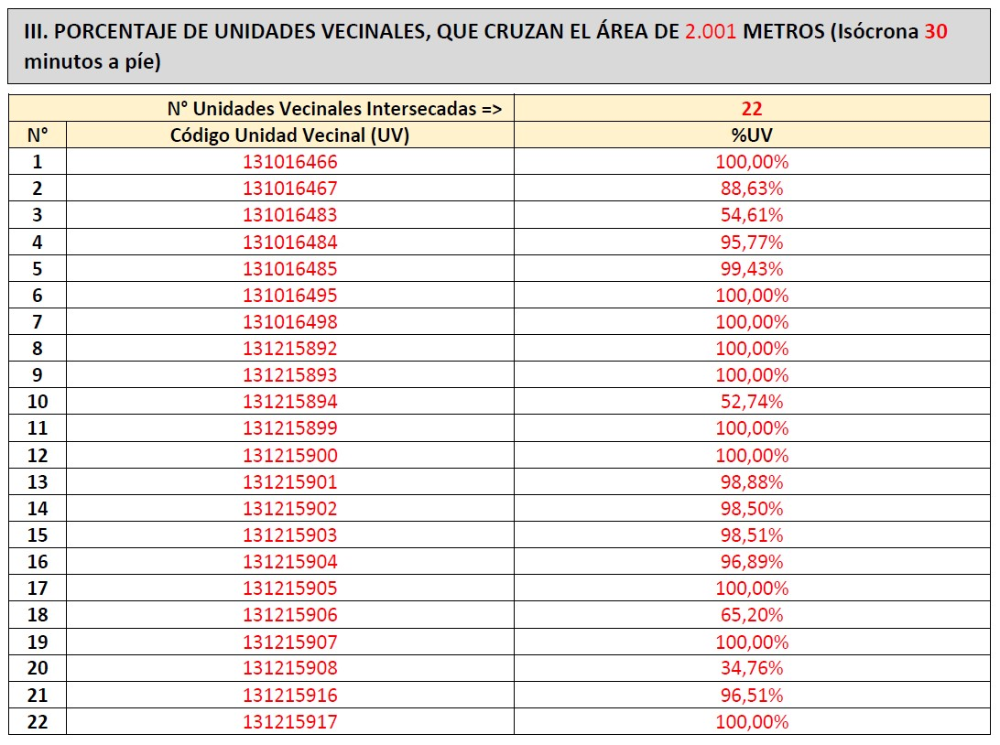 III. PORCENTAJE DE UNIDADES VECINALES, QUE CRUZAN EL ÁREA DE 2.001 METROS (Isócrona 30
minutos a píe)
N° Unidades Vecinales Intersecadas => 22
N° Código Unidad Vecinal (UV) %UV
1 131016466 100,00%
2 131016467 88,63%
3 131016483 54,61%
4 131016484 95,77%
5 131016485 99,43%
6 131016495 100,00%
7 131016498 100,00%
8 131215892 100,00%
9 131215893 100,00%
10 131215894 52,74%
11 131215899 100,00%
12 131215900 100,00%
13 131215901 98,88%
14 131215902 98,50%
15 131215903 98,51%
16 131215904 96,89%
17 131215905 100,00%
18 131215906 65,20%
19 131215907 100,00%
20 131215908 34,76%
21 131215916 96,51%
22 131215917 100,00%